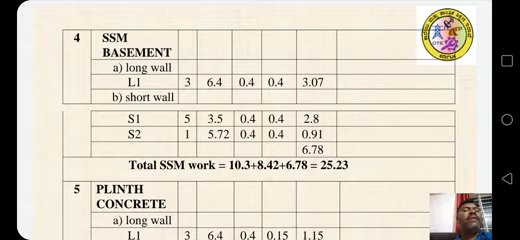 4 SSM
BASEMENT
a) long wall
L1 3 6.4 0.4 0.4 3.07
b) short wall
S1 5 3.5 0.4 0.4 2.8
S2 1 5.72 0.4 0.4 0.91
6.78
Total SSM work = 10.3+8.42+6.78 = 25.23
5 PLINTH
CONCRETE
a) long wall
L1 3 6.4 0.4 0.15 1.15